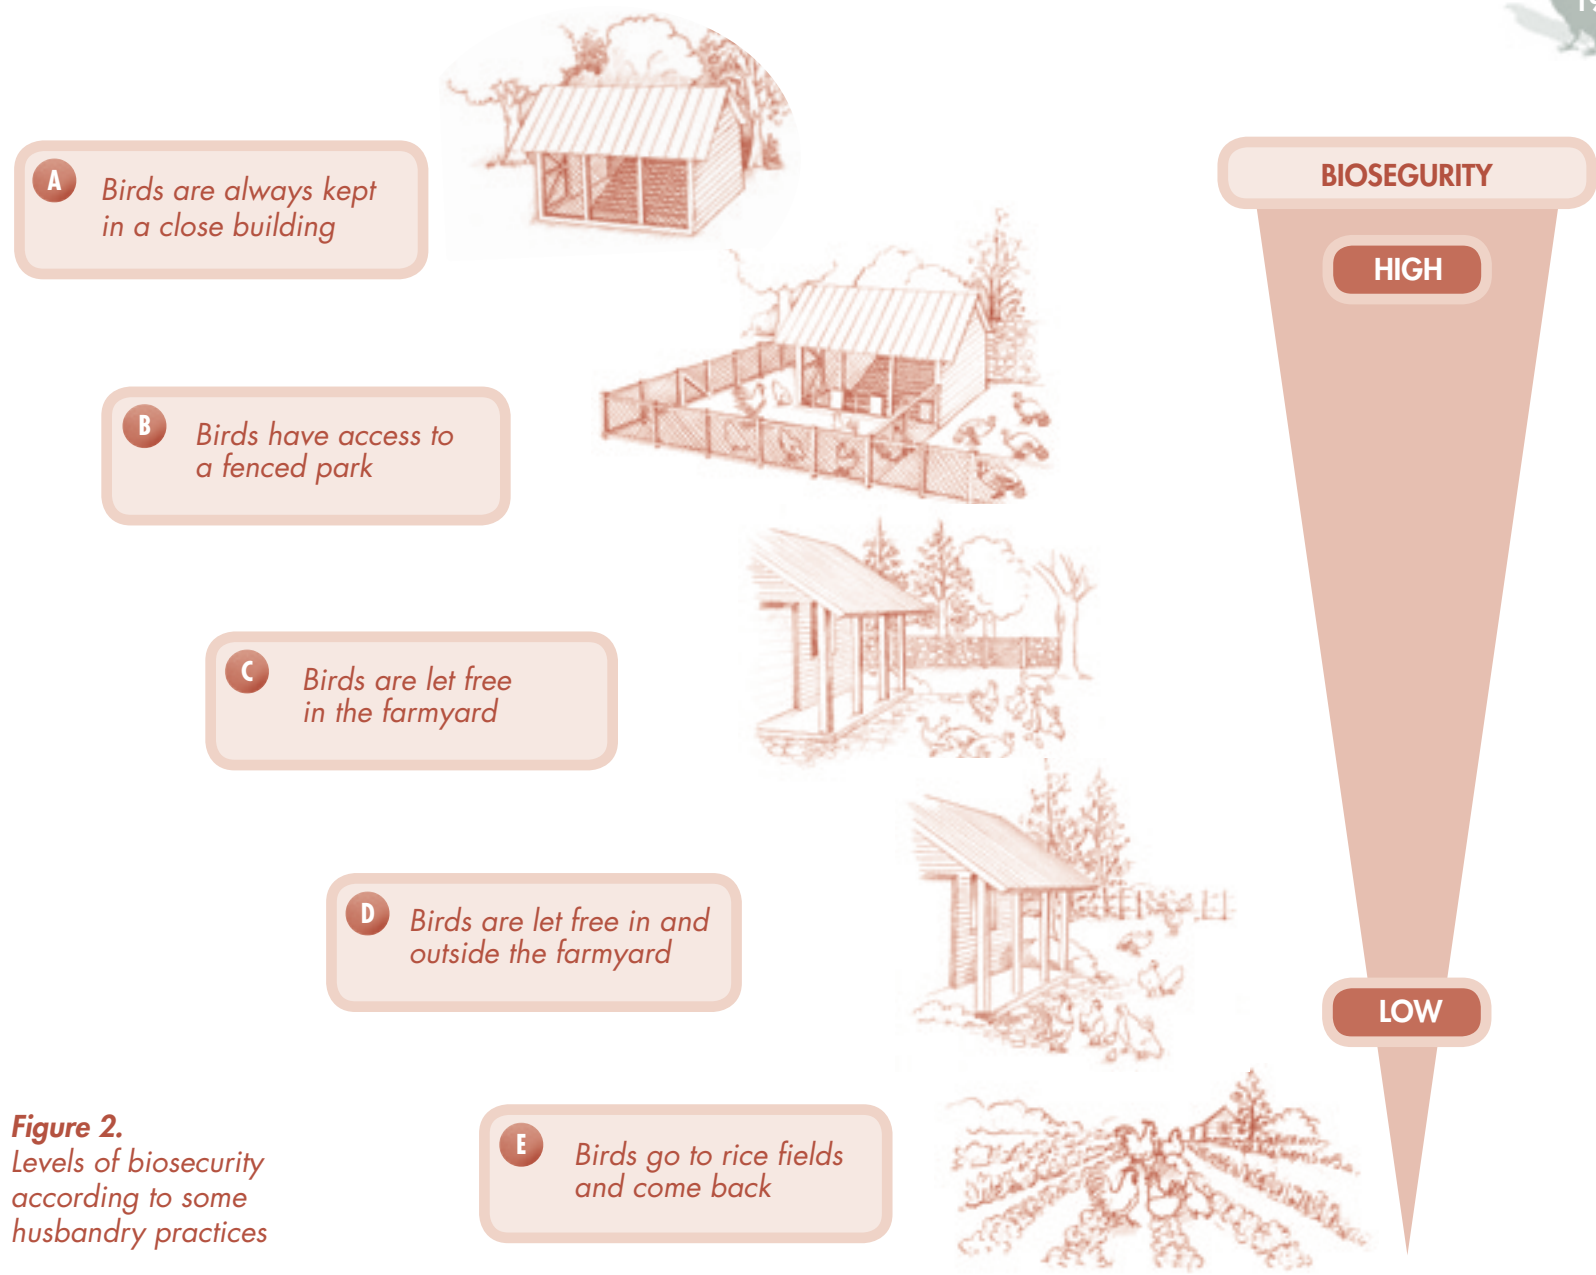 19
A
Birds are always kept
in a close building
BIOSEGURITY
HIGH
B
Birds have access to
a fenced park
C
Birds are let free
in the farmyard
D
Birds are let free in and
outside the farmyard
LOW
E
Birds go to rice fields
and come back
Figure 2.
Levels of biosecurity
according to some
husbandry practices